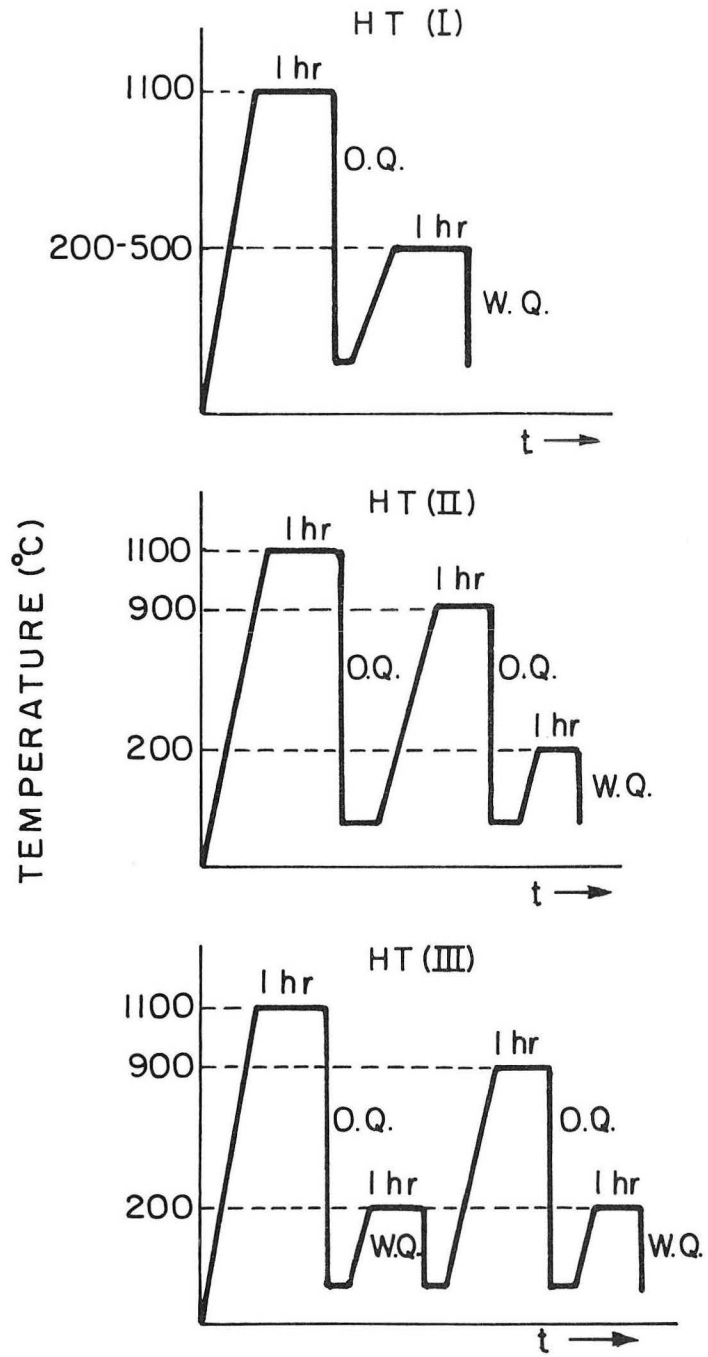 HT (I)
1 hr
1100
O.Q.
1 hr
200-500
W.Q.
t
TEMPERATURE (°C)
HT (II)
1 hr
1100
1 hr
900
O.Q.
O.Q.
1 hr
200
W.Q.
t
HT (III)
1 hr
1100
1 hr
900
O.Q.
O.Q.
1 hr
1 hr
200
W.Q.
W.Q.
t